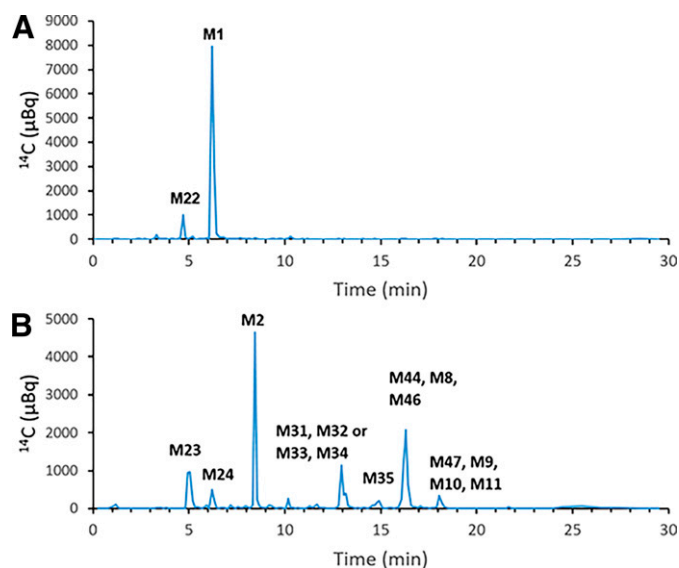 A
9000
8000
7000
6000
5000
4000
3000
2000
1000
0
¹⁴C (µBq)
M1
M22
0 5 10 15 20 25 30
Time (min)
B
5000
4000
3000
2000
1000
0
¹⁴C (µBq)
M2
M44, M8,
M46
M31, M32 or
M33, M34
M23
M24
M35
M47, M9,
M10, M11
0 5 10 15 20 25 30
Time (min)